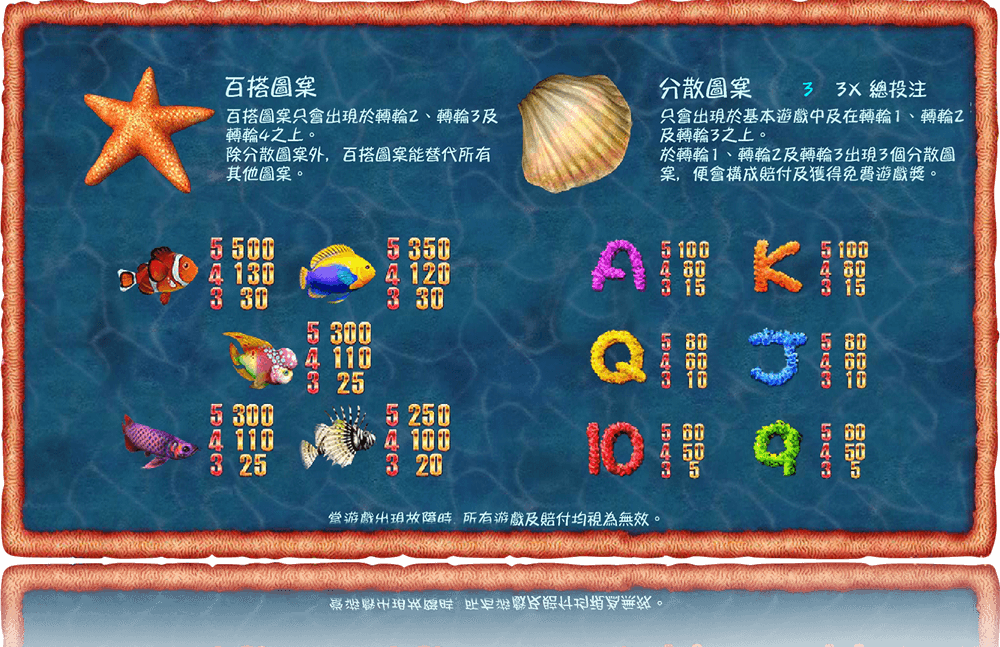 百搭圖案
百搭圖案只會出現於轉輪2、轉輪3及
轉輪4之上。
除分散圖案外，百搭圖案能替代所有
其他圖案。
分散圖案 3 3X 總投注
只會出現於基本遊戲中及在轉輪1、轉輪2
及轉輪3之上。
於轉輪1、轉輪2及轉輪3出現3個分散圖
案，便會構成賠付及獲得免費遊戲獎。
5 500
4 130
3 30
5 350
4 120
3 30
5 300
4 110
3 25
5 300
4 110
3 25
5 250
4 100
3 20
A
5 100
4 80
3 15
K
5 100
4 80
3 15
Q
5 80
4 60
3 10
J
5 80
4 60
3 10
10
5 60
4 50
3 5
9
5 60
4 50
3 5
當遊戲出現故障時，所有遊戲及賠付均視為無效。